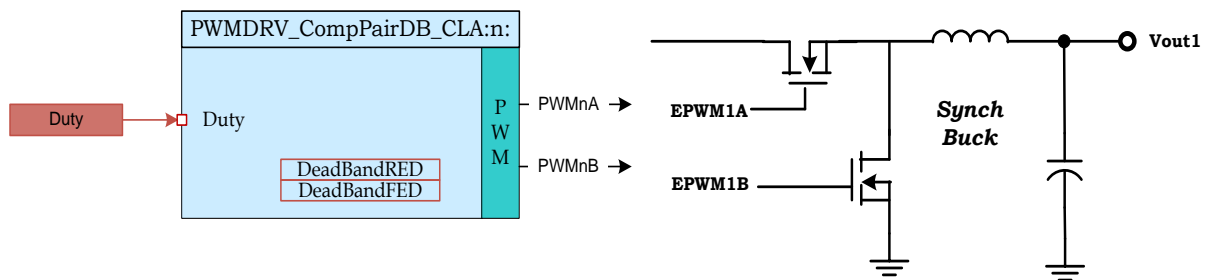 PWMDRV_CompPairDB_CLA:n:
Duty
Duty
DeadBandRED
DeadBandFED
P
W
M
PWMnA
PWMnB
EPWM1A
EPWM1B
Synch
Buck
Vout1